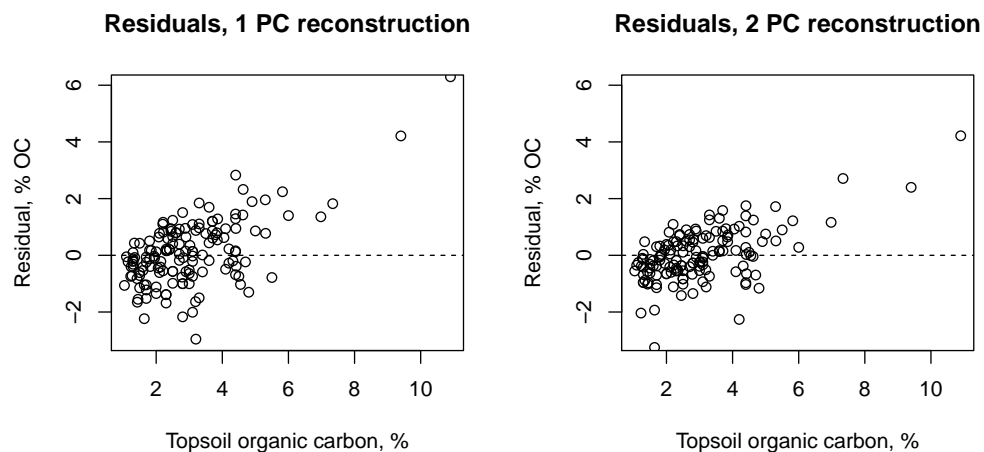 Residuals, 1 PC reconstruction
Residual, % OC
6
4
2
0
−2
2 4 6 8 10
Topsoil organic carbon, %
Residuals, 2 PC reconstruction
Residual, % OC
6
4
2
0
−2
2 4 6 8 10
Topsoil organic carbon, %